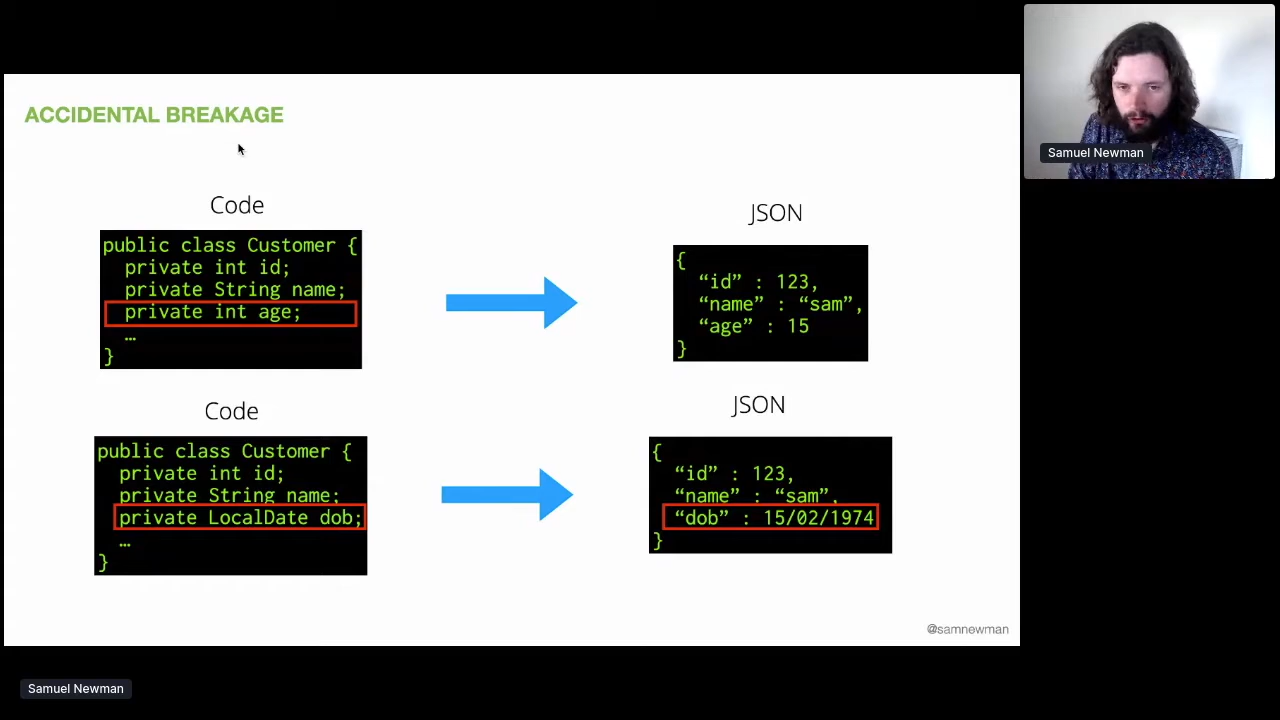 ACCIDENTAL BREAKAGE
Code
public class Customer {
private int id;
private String name;
private int age;
…
}
JSON
{
“id” : 123,
“name” : “sam”,
“age” : 15
}
Code
public class Customer {
private int id;
private String name;
private LocalDate dob;
…
}
JSON
{
“id” : 123,
“name” : “sam”,
“dob” : 15/02/1974
}
@samnewman
Samuel Newman
Samuel Newman